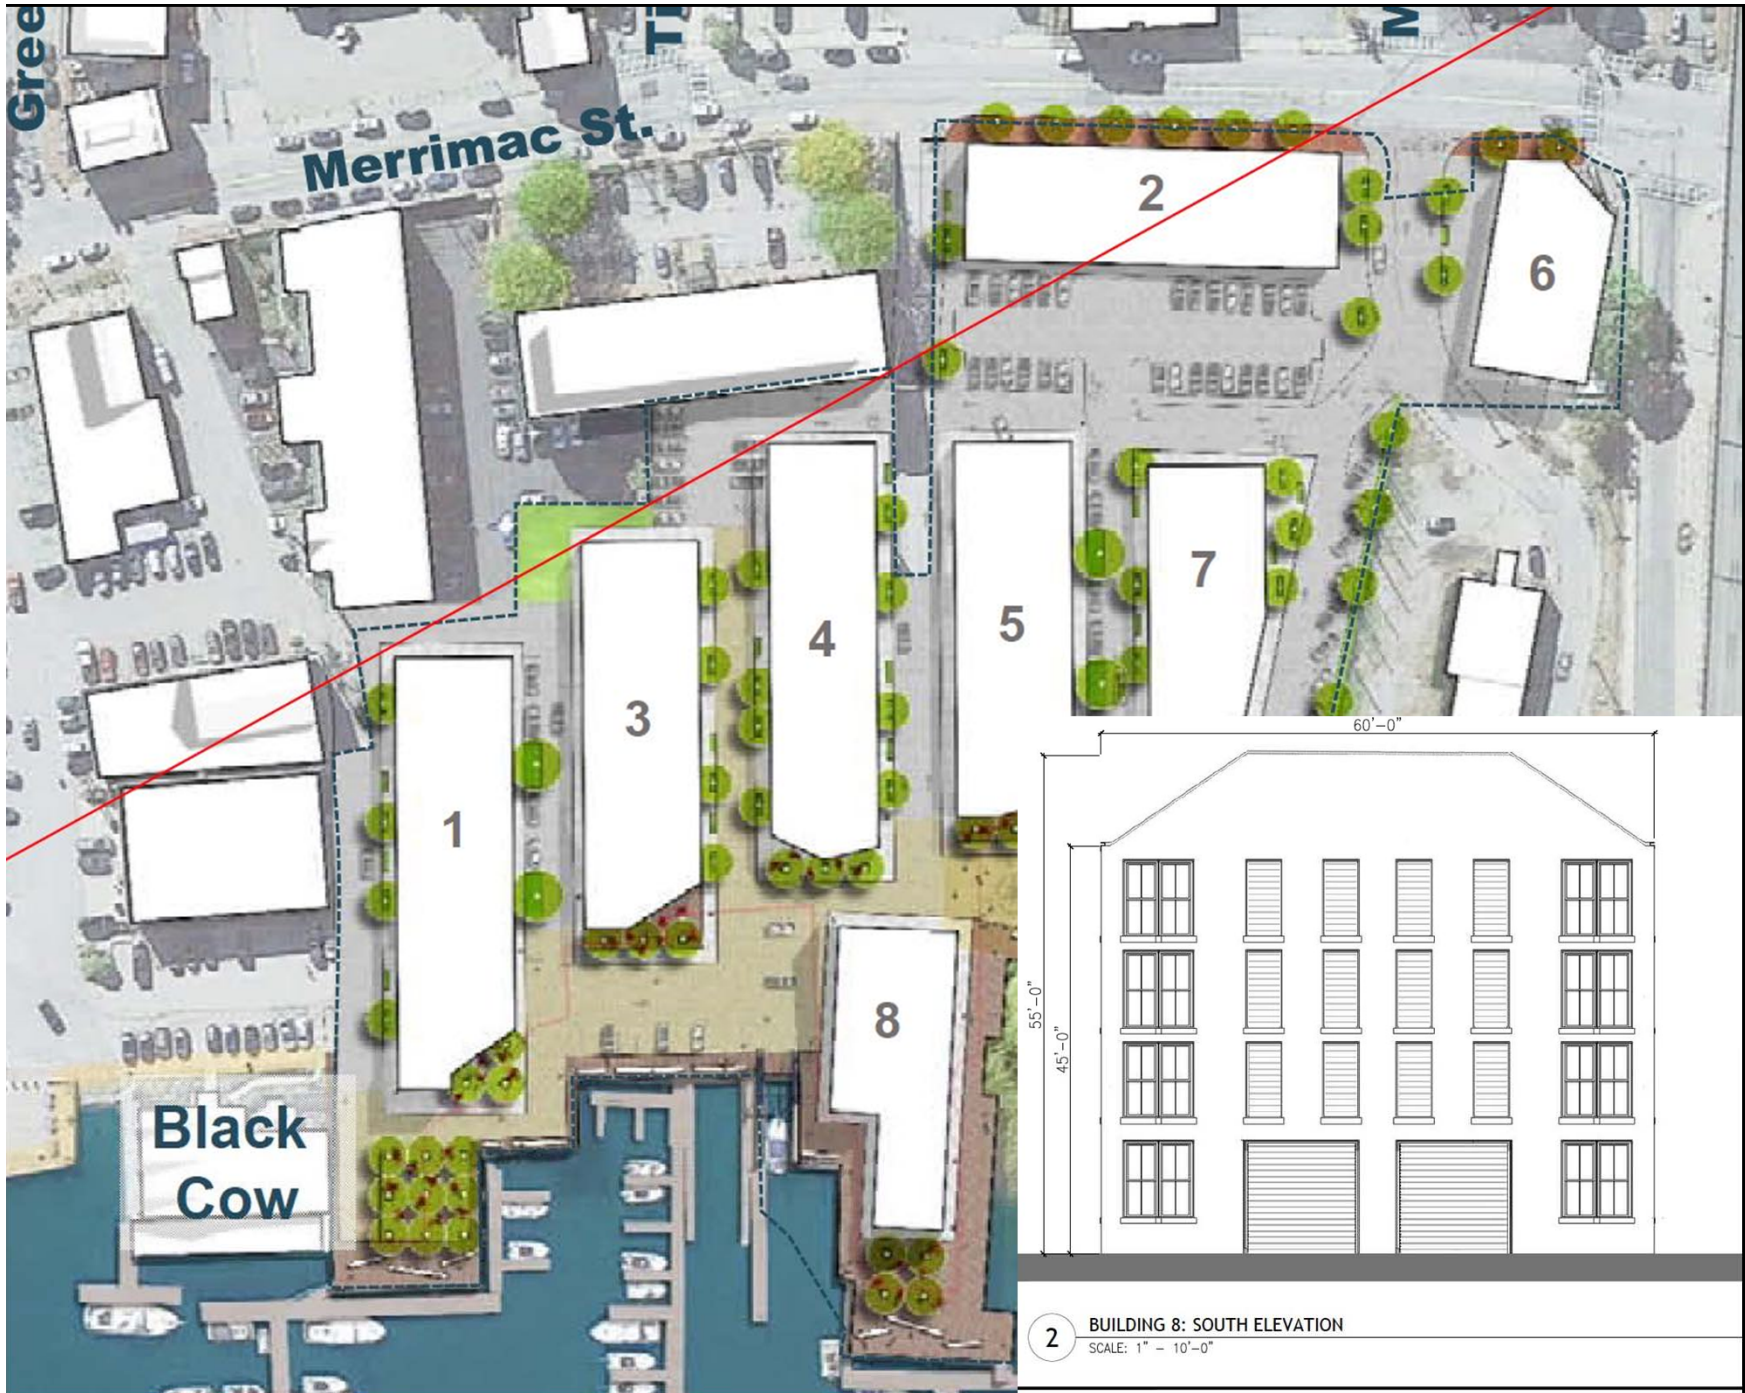 Gree
Ti
M
Merrimac St.
2
6
7
4
5
3
1
8
Black
Cow
60'-0"
55'-0"
45'-0"
2
BUILDING 8: SOUTH ELEVATION
SCALE: 1" - 10'-0"